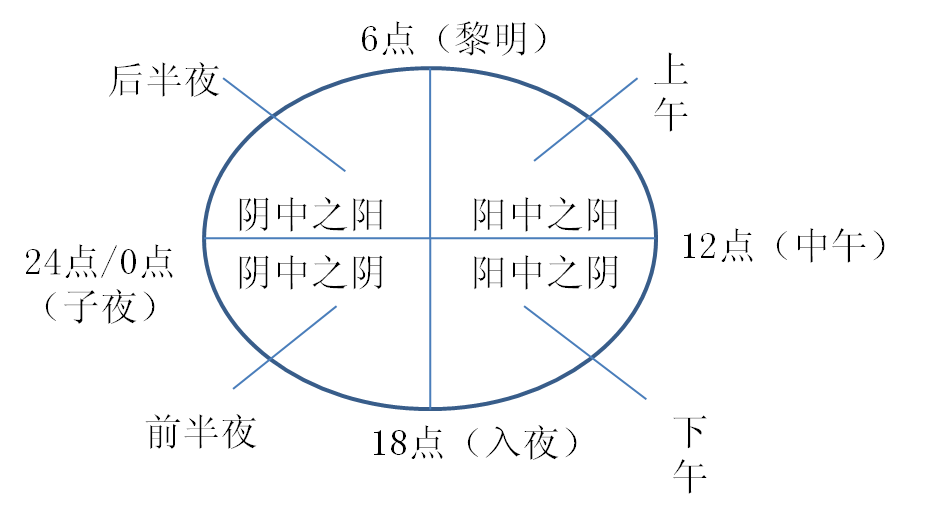 6点（黎明）
后半夜
上
午
阴中之阳
阳中之阳
24点/0点
（子夜）
12点（中午）
阴中之阴
阳中之阴
前半夜
18点（入夜）
下
午